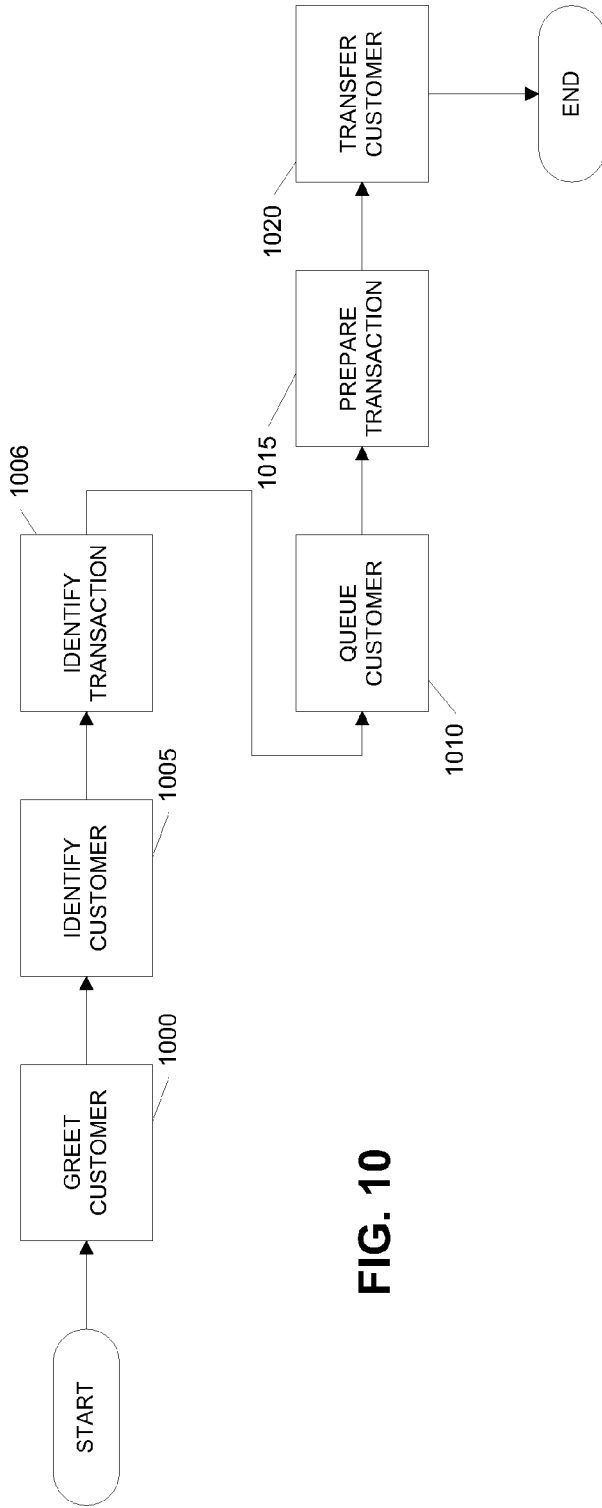 START
GREET
CUSTOMER
1000
IDENTIFY
CUSTOMER
1005
IDENTIFY
TRANSACTION
1006
QUEUE
CUSTOMER
1010
PREPARE
TRANSACTION
1015
TRANSFER
CUSTOMER
1020
END
FIG. 10